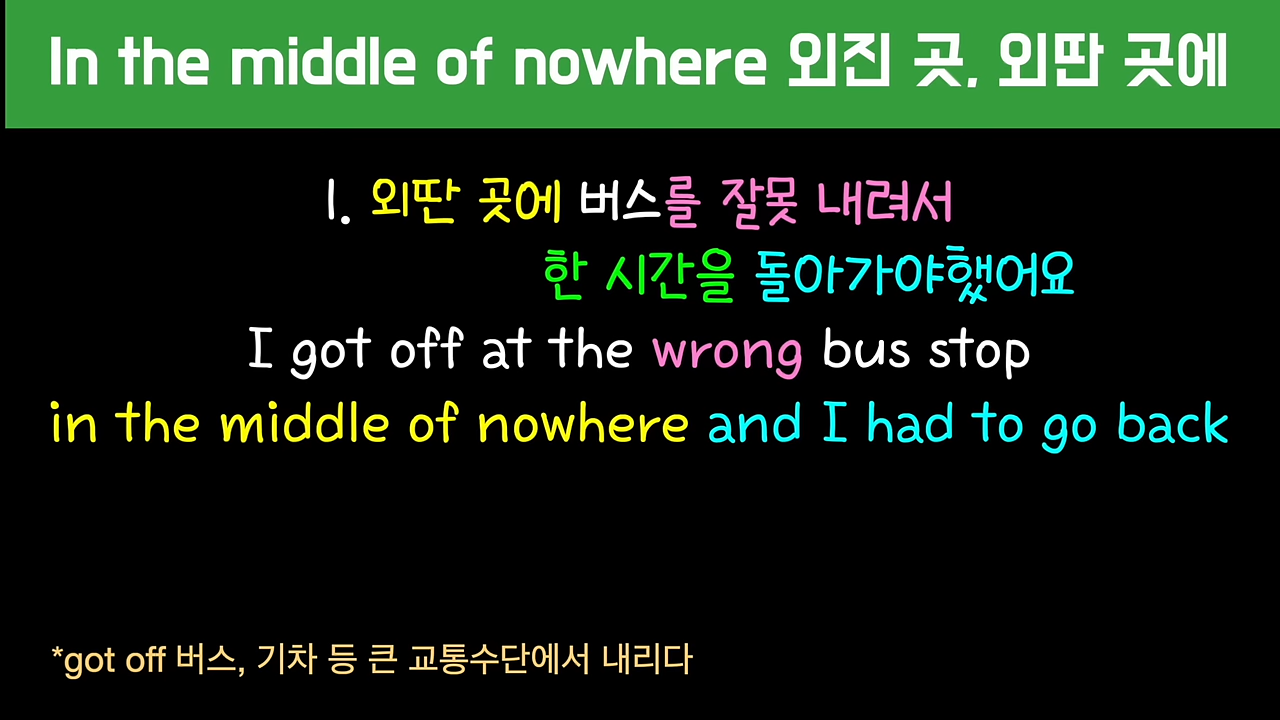 In the middle of nowhere 외진 곳, 외딴 곳에
1. 외딴 곳에 버스를 잘못 내려서
한 시간을 돌아가야했어요
I got off at the wrong bus stop
in the middle of nowhere and I had to go back
*got off 버스, 기차 등 큰 교통수단에서 내리다